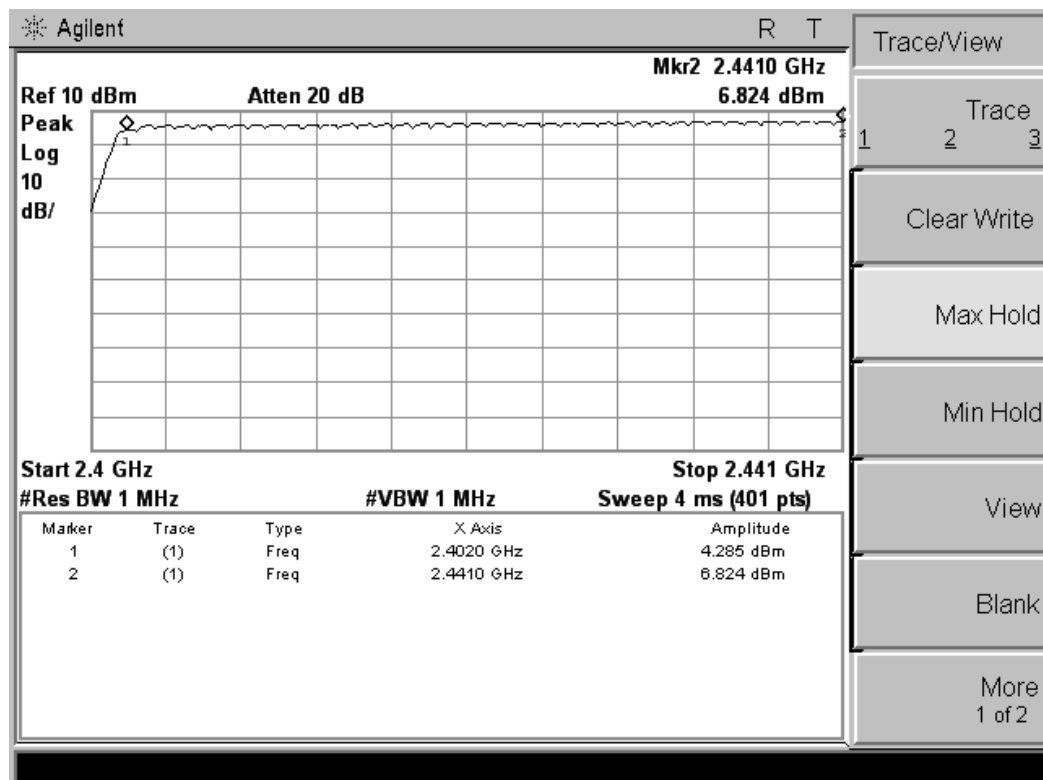 Agilent R T
Trace/View
Mkr2 2.4410 GHz
Ref 10 dBm Atten 20 dB 6.824 dBm
Peak
Log
10
dB/
1
2
Start 2.4 GHz Stop 2.441 GHz
#Res BW 1 MHz #VBW 1 MHz Sweep 4 ms (401 pts)
Marker Trace Type X Axis Amplitude
1 (1) Freq 2.4020 GHz 4.285 dBm
2 (1) Freq 2.4410 GHz 6.824 dBm
Trace
1 2 3
Clear Write
Max Hold
Min Hold
View
Blank
More
1 of 2